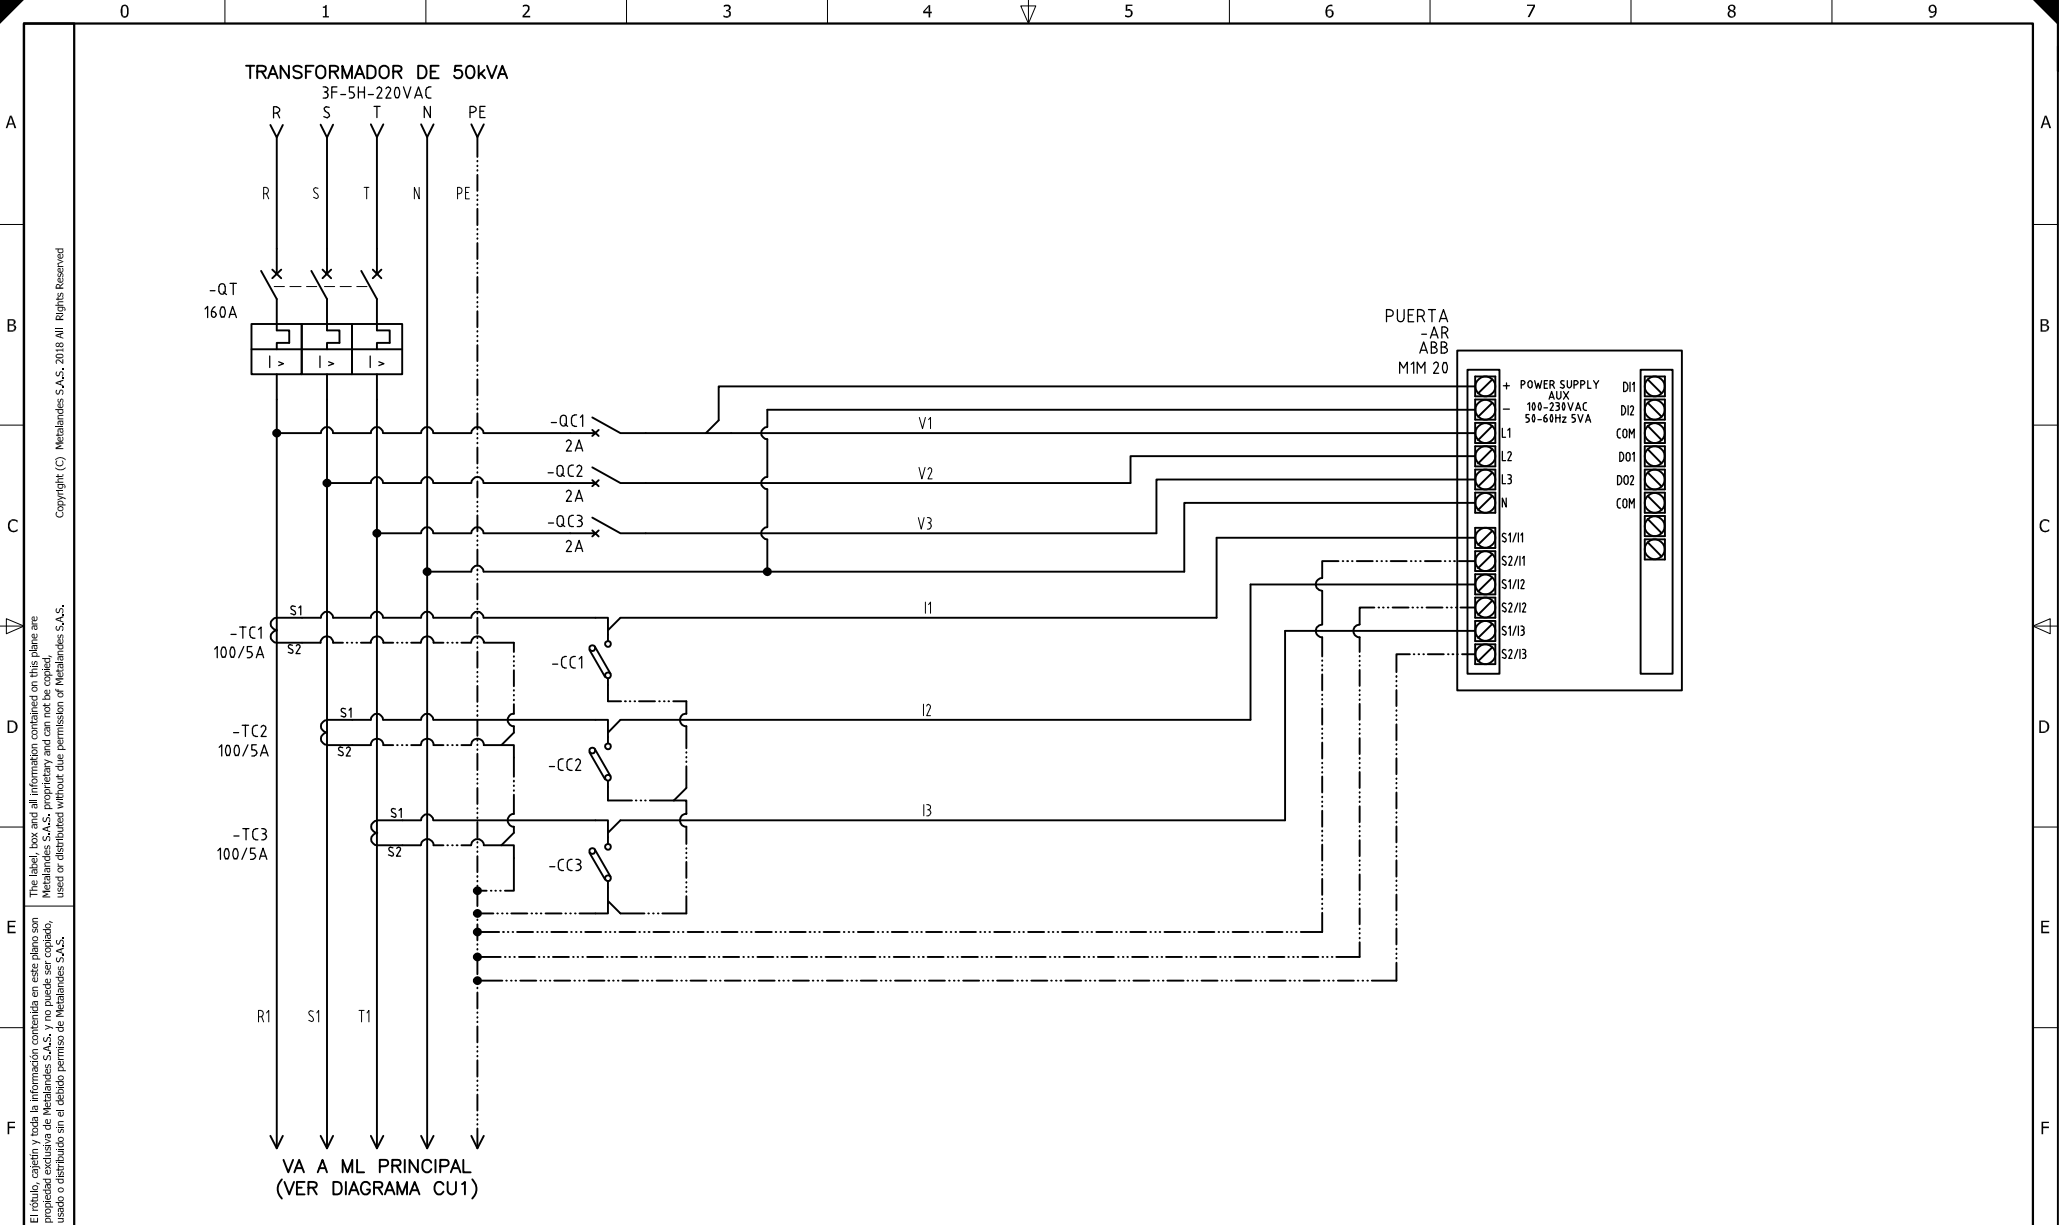 0 1 2 3 4 5 6 7 8 9
TRANSFORMADOR DE 50kVA
3F-5H-220VAC
R S T N PE
A A
R S T N PE
-QT
160A
B B
I > I > I >
PUERTA
-AR
ABB
M1M 20
+ POWER SUPPLY
AUX
100-230VAC
50-60Hz 5VA
-
L1
L2
L3
N
S1/I1
S2/I1
S1/I2
S2/I2
S1/I3
S2/I3
DI1
DI2
COM
DO1
DO2
COM
-QC1
2A
V1
-QC2
2A
V2
-QC3
2A
V3
C C
S1
-TC1
100/5A
S2
I1
-CC1
S1
-TC2
100/5A
S2
I2
-CC2
D D
S1
-TC3
100/5A
S2
I3
-CC3
E E
R1 S1 T1
F F
VA A ML PRINCIPAL
(VER DIAGRAMA CU1)
Copyright (C) Metalandes S.A.S. 2018 All Rights Reserved
The label, box and all information contained on this plane are
Metalandes S.A.S. proprietary and can not be copied,
used or distributed without due permission of Metalandes S.A.S.
El rótulo, cajetín y toda la información contenida en este plano son
propiedad exclusiva de Metalandes S.A.S. y no puede ser copiado,
usado o distribuido sin el debido permiso de Metalandes S.A.S.